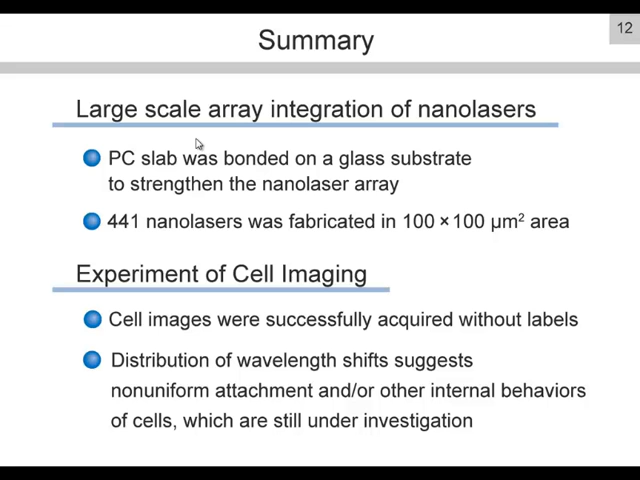 12
Summary
Large scale array integration of nanolasers
PC slab was bonded on a glass substrate
to strengthen the nanolaser array
441 nanolasers was fabricated in 100 × 100 μm² area
Experiment of Cell Imaging
Cell images were successfully acquired without labels
Distribution of wavelength shifts suggests
nonuniform attachment and/or other internal behaviors
of cells, which are still under investigation